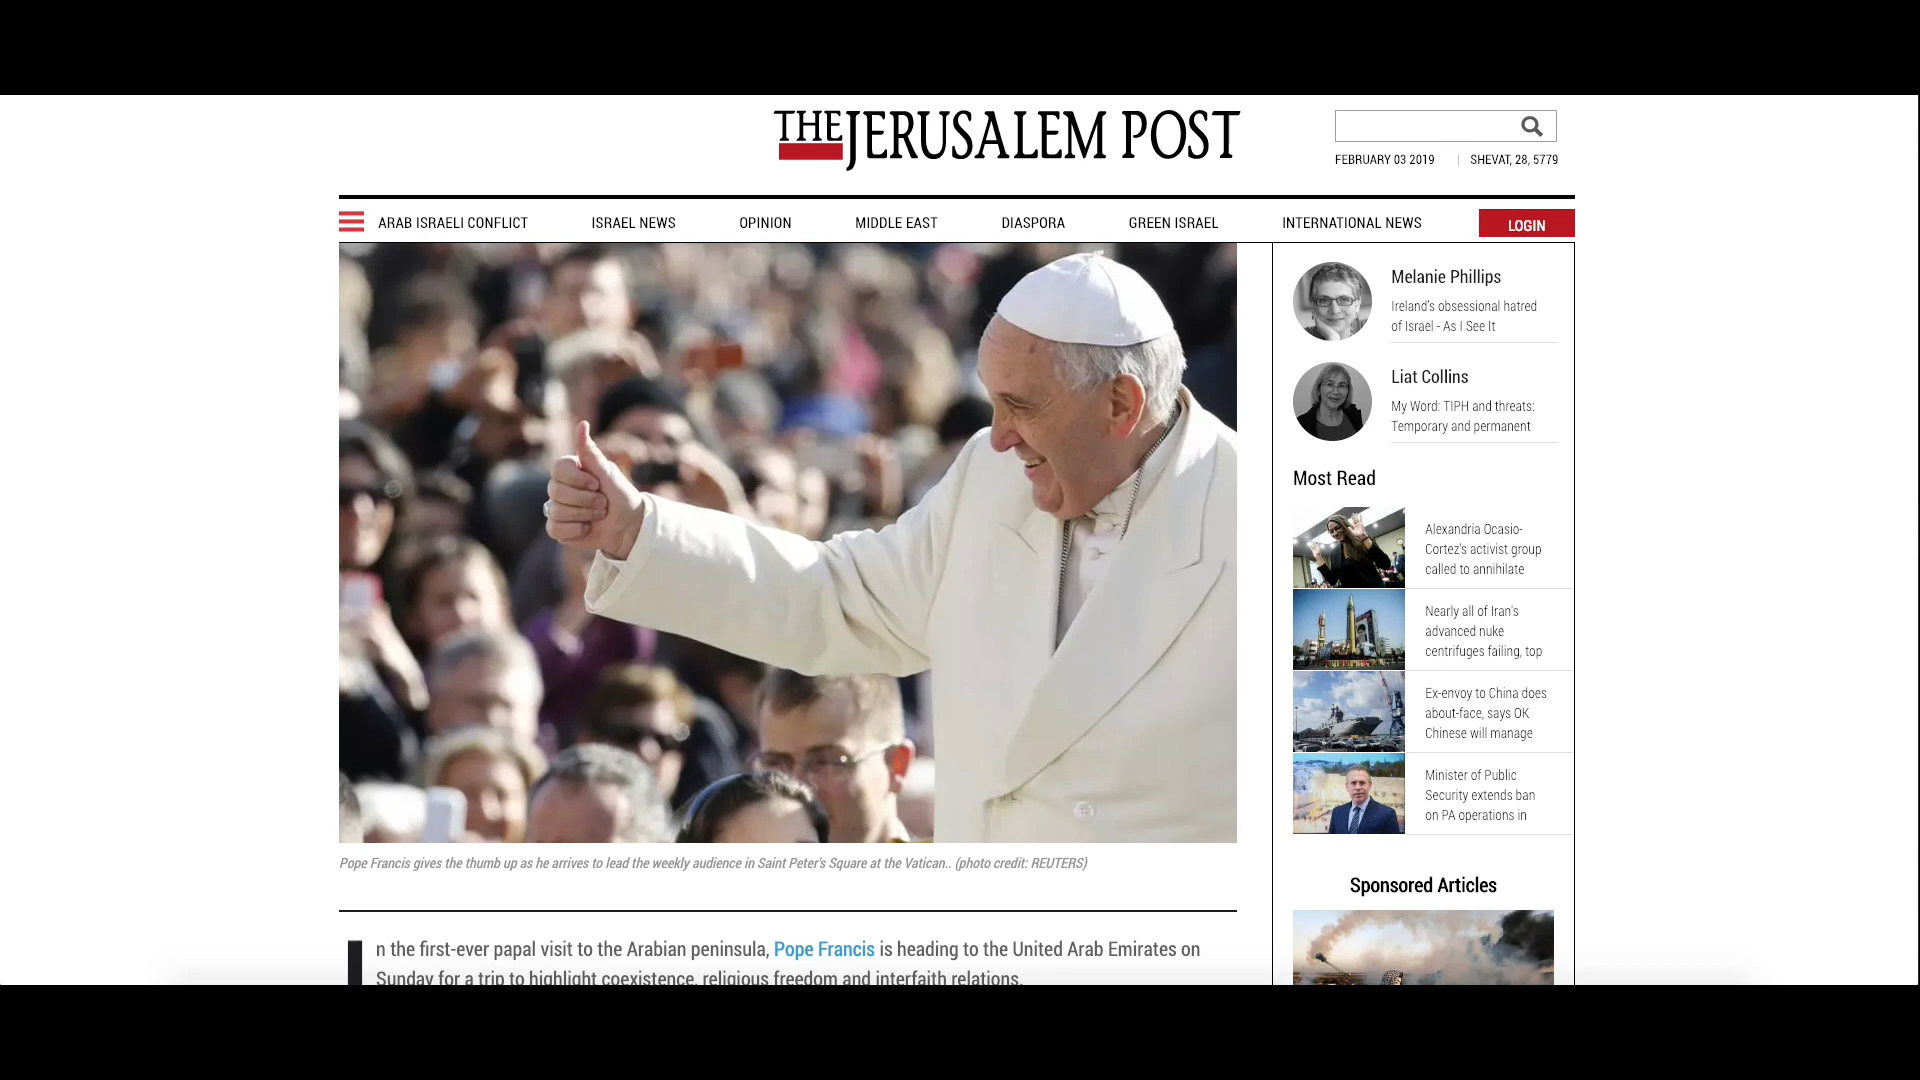 THE JERUSALEM POST
FEBRUARY 03 2019 | SHEVAT, 28, 5779
ARAB ISRAELI CONFLICT ISRAEL NEWS OPINION MIDDLE EAST DIASPORA GREEN ISRAEL INTERNATIONAL NEWS LOGIN
Pope Francis gives the thumb up as he arrives to lead the weekly audience in Saint Peter's Square at the Vatican.. (photo credit: REUTERS)
In the first-ever papal visit to the Arabian peninsula, Pope Francis is heading to the United Arab Emirates on
Sunday for a trip to highlight coexistence, religious freedom and interfaith relations.
Melanie Phillips
Ireland's obsessional hatred
of Israel - As I See It
Liat Collins
My Word: TIPH and threats:
Temporary and permanent
Most Read
Alexandria Ocasio-
Cortez's activist group
called to annihilate
Nearly all of Iran's
advanced nuke
centrifuges failing, top
Ex-envoy to China does
about-face, says OK
Chinese will manage
Minister of Public
Security extends ban
on PA operations in
Sponsored Articles